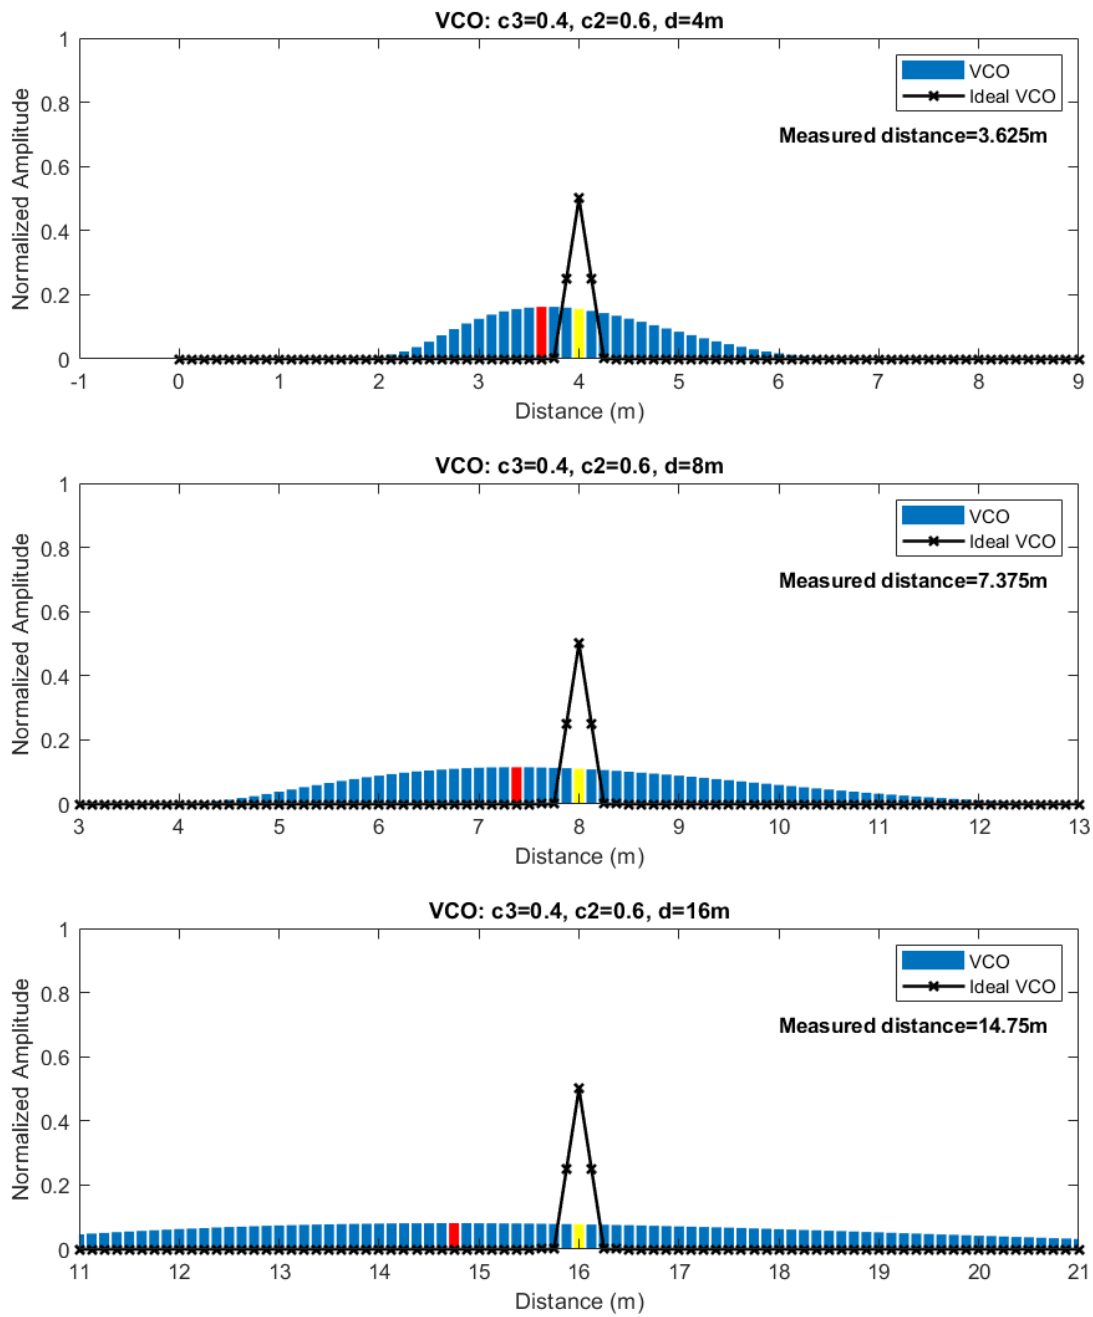 VCO: c3=0.4, c2=0.6, d=4m
1
0.8
0.6
0.4
0.2
0
Normalized Amplitude
VCO
Ideal VCO
Measured distance=3.625m
-1 0 1 2 3 4 5 6 7 8 9
Distance (m)
VCO: c3=0.4, c2=0.6, d=8m
1
0.8
0.6
0.4
0.2
0
Normalized Amplitude
VCO
Ideal VCO
Measured distance=7.375m
3 4 5 6 7 8 9 10 11 12 13
Distance (m)
VCO: c3=0.4, c2=0.6, d=16m
1
0.8
0.6
0.4
0.2
0
Normalized Amplitude
VCO
Ideal VCO
Measured distance=14.75m
11 12 13 14 15 16 17 18 19 20 21
Distance (m)